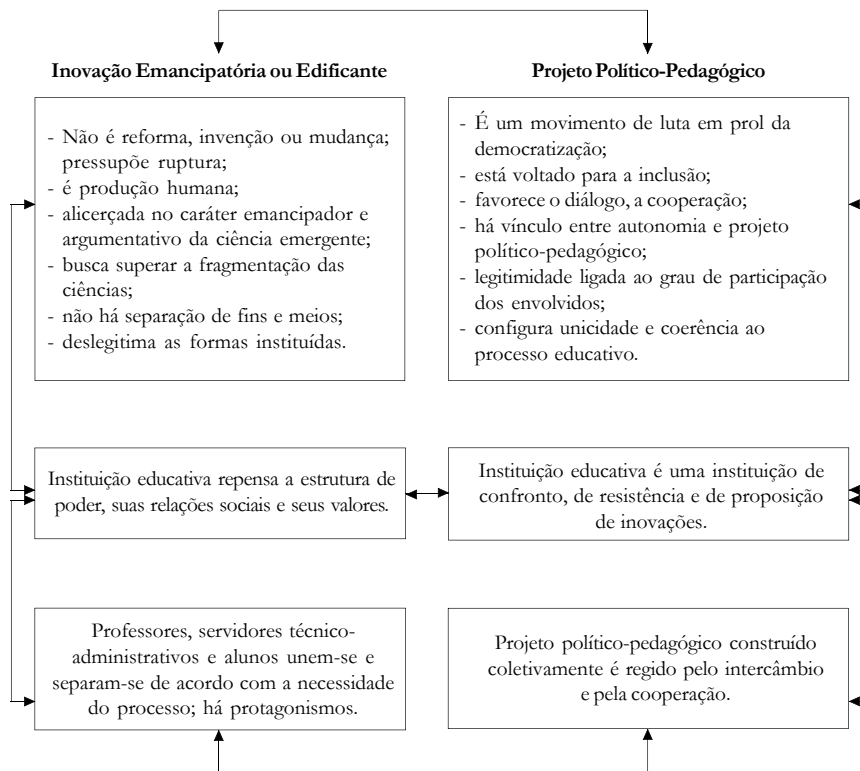 Inovação Emancipatória ou Edificante
- Não é reforma, invenção ou mudança;
pressupõe ruptura;
- é produção humana;
- alicerçada no caráter emancipador e
argumentativo da ciência emergente;
- busca superar a fragmentação das
ciências;
- não há separação de fins e meios;
- deslegitima as formas instituídas.
Projeto Político-Pedagógico
- É um movimento de luta em prol da
democratização;
- está voltado para a inclusão;
- favorece o diálogo, a cooperação;
- há vínculo entre autonomia e projeto
político-pedagógico;
- legitimidade ligada ao grau de participação
dos envolvidos;
- configura unicidade e coerência ao
processo educativo.
Instituição educativa repensa a estrutura de
poder, suas relações sociais e seus valores.
Instituição educativa é uma instituição de
confronto, de resistência e de proposição
de inovações.
Professores, servidores técnico-
administrativos e alunos unem-se e
separam-se de acordo com a necessidade
do processo; há protagonismos.
Projeto político-pedagógico construído
coletivamente é regido pelo intercâmbio
e pela cooperação.